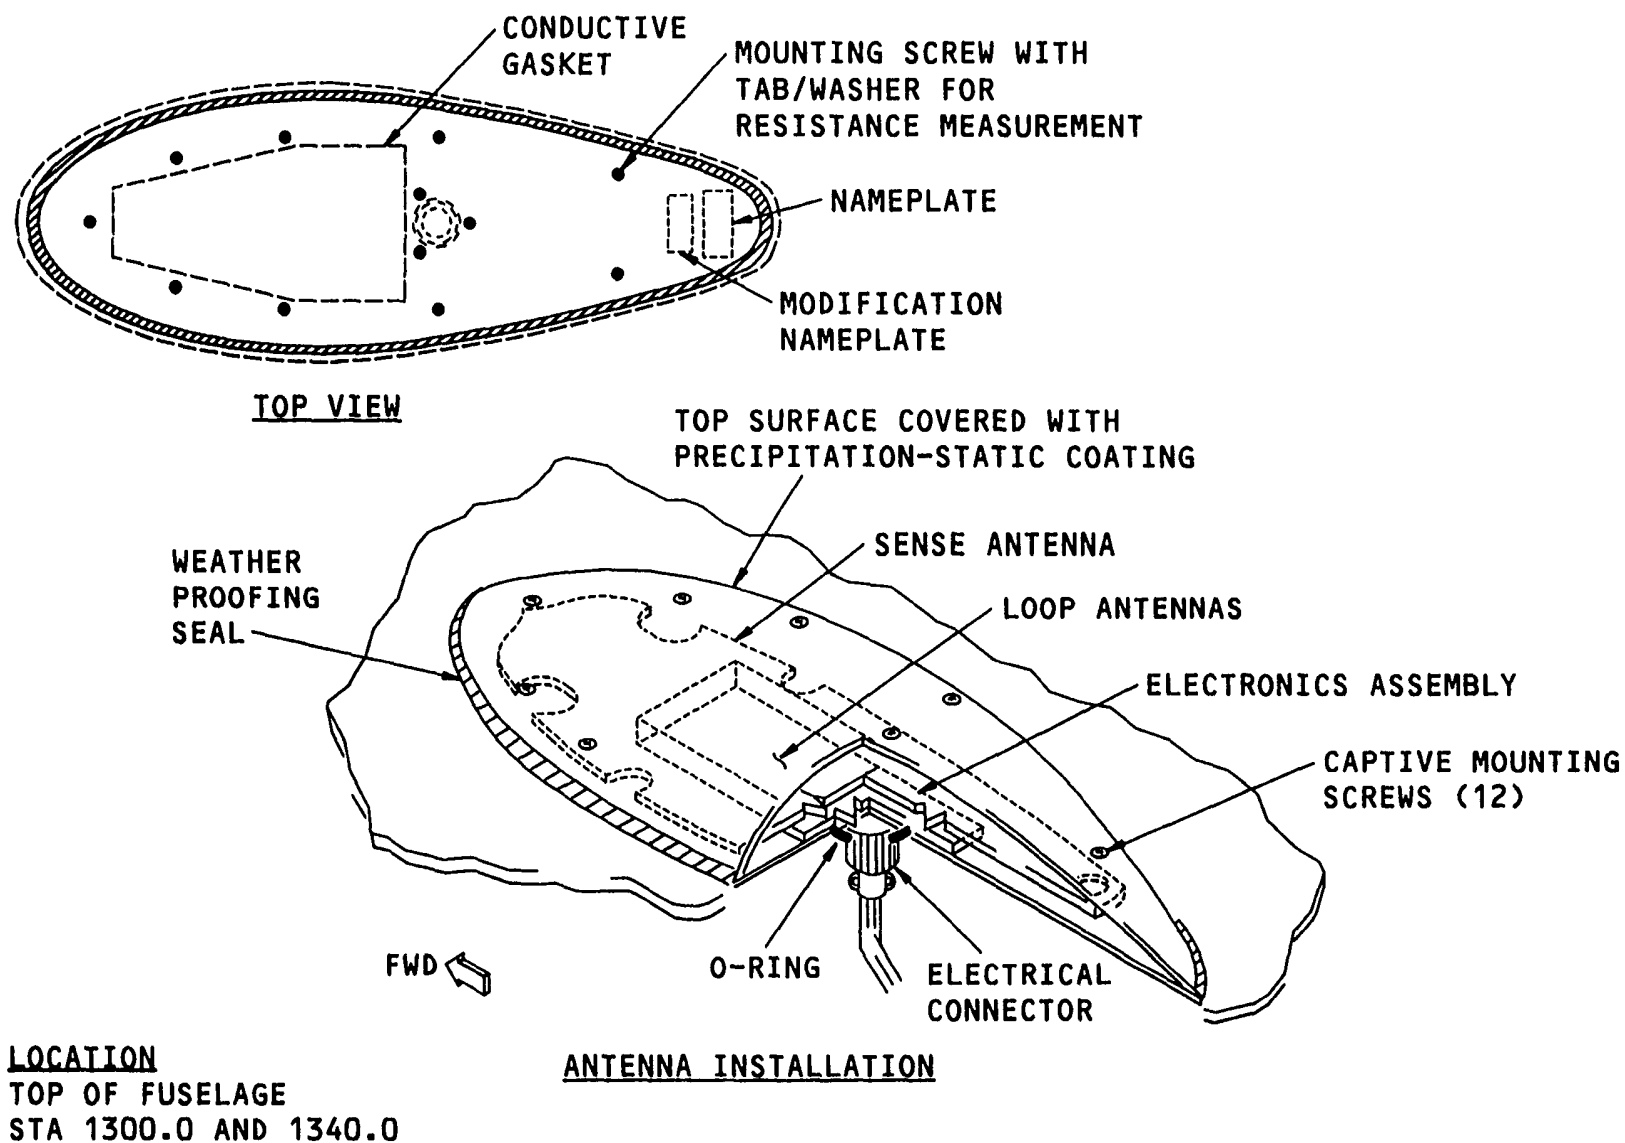 CONDUCTIVE
GASKET
MOUNTING SCREW WITH
TAB/WASHER FOR
RESISTANCE MEASUREMENT
NAMEPLATE
MODIFICATION
NAMEPLATE
TOP VIEW
TOP SURFACE COVERED WITH
PRECIPITATION-STATIC COATING
SENSE ANTENNA
WEATHER
PROOFING
SEAL
LOOP ANTENNAS
ELECTRONICS ASSEMBLY
CAPTIVE MOUNTING
SCREWS (12)
FWD
O-RING
ELECTRICAL
CONNECTOR
LOCATION
TOP OF FUSELAGE
STA 1300.0 AND 1340.0
ANTENNA INSTALLATION